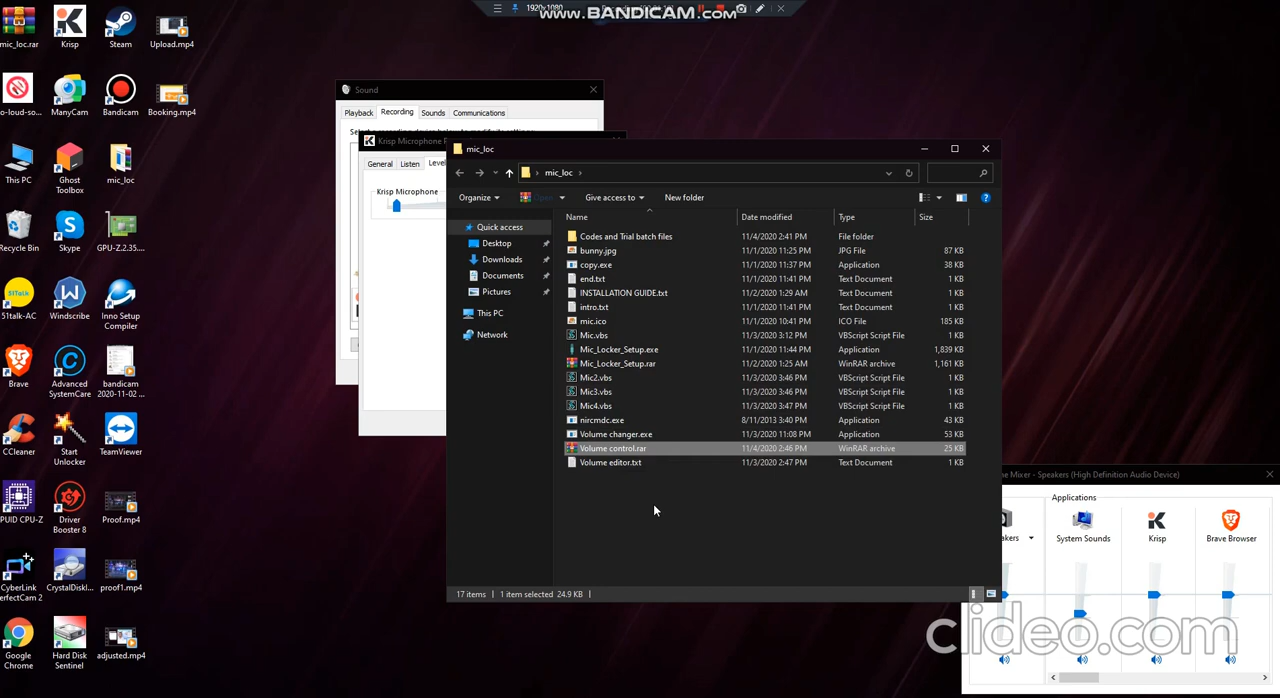 1920x1080
www.BANDICAM.com
mic_loc.rar
Krisp
Steam
Upload.mp4
o-loud-so...
ManyCam
Bandicam
Booking.mp4
This PC
Ghost
Toolbox
mic_loc
Recycle Bin
Skype
GPU-Z.2.35....
51talk-AC
Windscribe
Inno Setup
Compiler
Brave
Advanced
SystemCare
bandicam
2020-11-02 ...
CCleaner
Start
Unlocker
TeamViewer
PUID CPU-Z
Driver
Booster 8
Proof.mp4
CyberLink
erfectCam 2
CrystalDiskI...
proof1.mp4
Google
Chrome
Hard Disk
Sentinel
adjusted.mp4
Sound
Playback
Recording
Sounds
Communications
Krisp Microphone P
General
Listen
Level
Krisp Microphone
mic_loc
mic_loc
Organize
Open
Give access to
New folder
Name
Date modified
Type
Size
Quick access
Desktop
Downloads
Documents
Pictures
This PC
Network
Codes and Trial batch files 11/4/2020 2:41 PM File folder
bunny.jpg 11/1/2020 11:25 PM JPG File 87 KB
copy.exe 11/1/2020 11:37 PM Application 38 KB
end.txt 11/1/2020 11:41 PM Text Document 1 KB
INSTALLATION GUIDE.txt 11/2/2020 1:29 AM Text Document 1 KB
intro.txt 11/1/2020 11:41 PM Text Document 1 KB
mic.ico 11/1/2020 10:41 PM ICO File 185 KB
Mic.vbs 11/3/2020 3:12 PM VBScript Script File 1 KB
Mic_Locker_Setup.exe 11/1/2020 11:44 PM Application 1,839 KB
Mic_Locker_Setup.rar 11/2/2020 1:25 AM WinRAR archive 1,161 KB
Mic2.vbs 11/3/2020 3:46 PM VBScript Script File 1 KB
Mic3.vbs 11/3/2020 3:46 PM VBScript Script File 1 KB
Mic4.vbs 11/3/2020 3:47 PM VBScript Script File 1 KB
nircmdc.exe 8/11/2013 3:40 PM Application 43 KB
Volume changer.exe 11/3/2020 11:08 PM Application 53 KB
Volume control.rar 11/4/2020 2:46 PM WinRAR archive 25 KB
Volume editor.txt 11/3/2020 2:47 PM Text Document 1 KB
17 items
1 item selected 24.9 KB
ne Mixer - Speakers (High Definition Audio Device)
Applications
akers
System Sounds
Krisp
Brave Browser
clideo.com